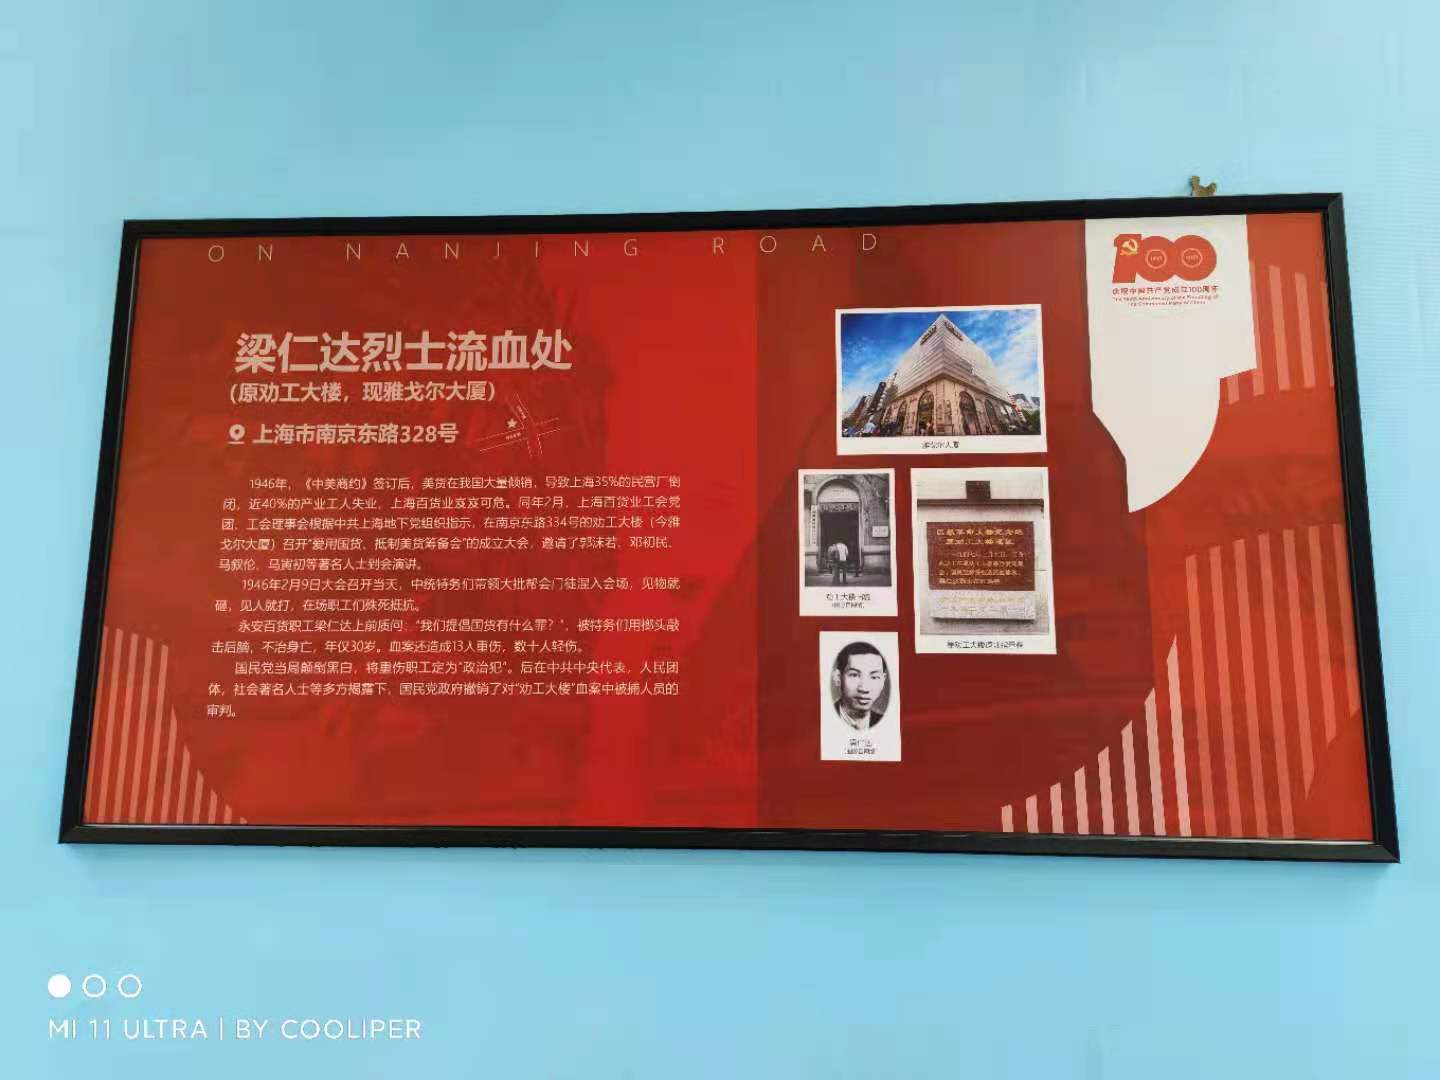 ON NANJING ROAD
梁仁达烈士流血处
(原劝工大楼，现雅戈尔大厦)
上海市南京东路328号
1946年，《中美商约》签订后，美货在我国大量倾销，导致上海35%的民营厂倒
闭，近40%的产业工人失业，上海百货业岌岌可危。同年2月，上海百货业工会党
团、工会理事会根据中共上海地下党组织指示，在南京东路334号的劝工大楼（今雅
戈尔大厦）召开“爱用国货、抵制美货筹备会”的成立大会，邀请了郭沫若、邓初民、
马叙伦、马寅初等著名人士到会演讲。
1946年2月9日大会召开当天，中统特务们带领大批帮会门徒混入会场，见物就
砸，见人就打，在场职工们殊死抵抗。
永安百货职工梁仁达上前质问：“我们提倡国货有什么罪？”，被特务们用榔头敲
击后脑，不治身亡，年仅30岁。血案还造成13人重伤，数十人轻伤。
国民党当局颠倒黑白，将重伤职工定为“政治犯”。后在中共中央代表，人民团
体，社会著名人士等多方揭露下，国民党政府撤销了对“劝工大楼”血案中被捕人员的
审判。
100
庆祝中国共产党成立100周年
The 100th Anniversary of the Founding of
The Communist Party of China
雅戈尔大厦
劝工大楼旧址
梁仁达
MI 11 ULTRA | BY COOLIPER